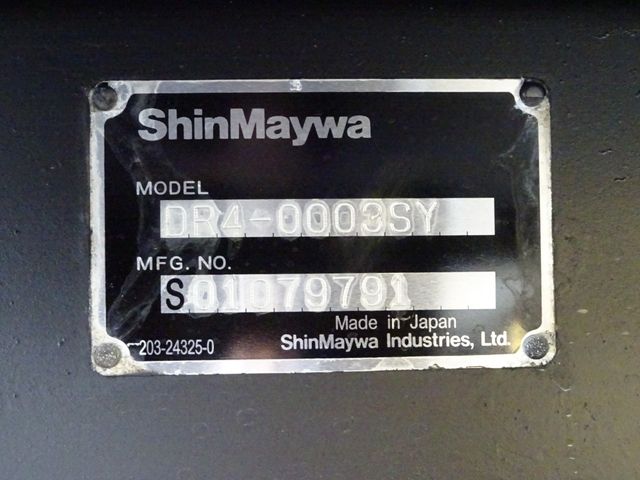 ShinMaywa
MODEL
DR4-0003SY
MFG. NO.
S01079791
Made in Japan
203-24325-0
ShinMaywa Industries, Ltd.